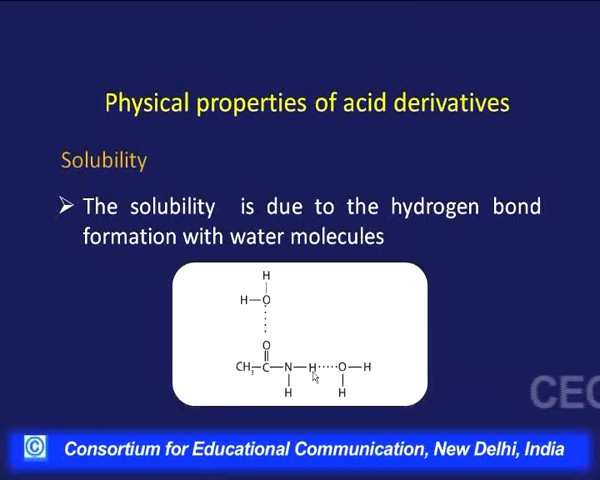 Physical properties of acid derivatives
Solubility
➢ The solubility is due to the hydrogen bond
formation with water molecules
H
H—O
O
CH₃—C—N—H·····O—H
H H
CEC
© Consortium for Educational Communication, New Delhi, India